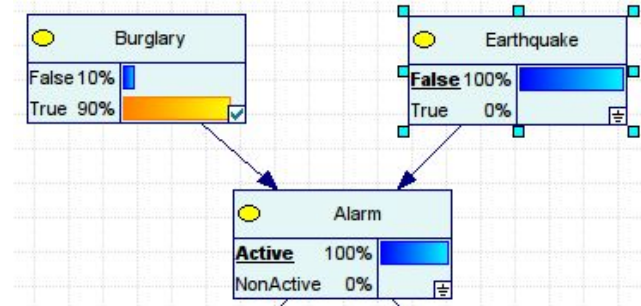 Burglary
False 10%
True 90%
Earthquake
False 100%
True 0%
Alarm
Active 100%
NonActive 0%